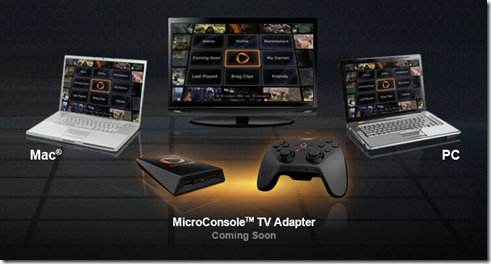 Arena
Profile
Marketplace
Coming Soon
My Games
Last Played
Brag Clips
Friends
Mac®
PC
MicroConsole™ TV Adapter
Coming Soon